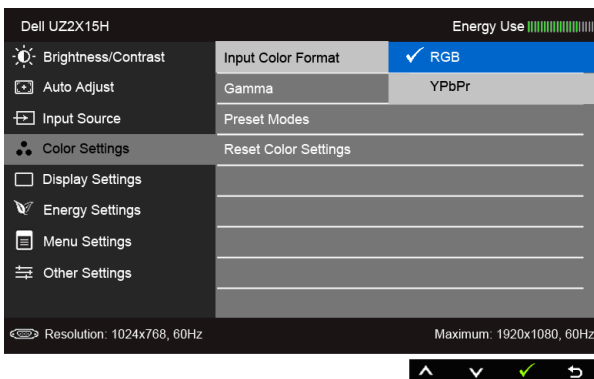 Dell UZ2X15H Energy Use
Brightness/Contrast Input Color Format RGB
Auto Adjust Gamma YPbPr
Input Source Preset Modes
Color Settings Reset Color Settings
Display Settings
Energy Settings
Menu Settings
Other Settings
Resolution: 1024x768, 60Hz Maximum: 1920x1080, 60Hz